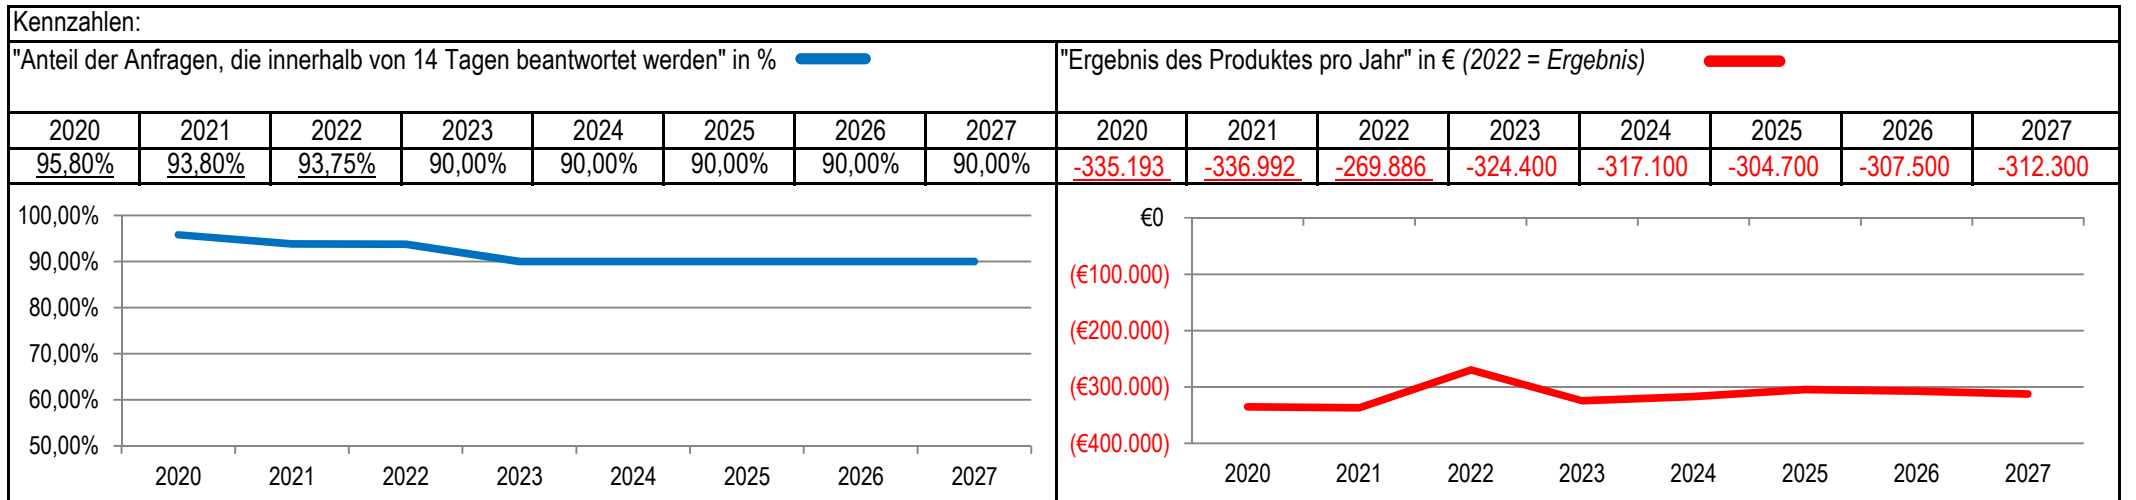 Kennzahlen:
"Anteil der Anfragen, die innerhalb von 14 Tagen beantwortet werden" in %
"Ergebnis des Produktes pro Jahr" in € (2022 = Ergebnis)
2020 2021 2022 2023 2024 2025 2026 2027 2020 2021 2022 2023 2024 2025 2026 2027
95,80% 93,80% 93,75% 90,00% 90,00% 90,00% 90,00% 90,00% -335.193 -336.992 -269.886 -324.400 -317.100 -304.700 -307.500 -312.300
100,00%
90,00%
80,00%
70,00%
60,00%
50,00%
2020 2021 2022 2023 2024 2025 2026 2027
€0
(€100.000)
(€200.000)
(€300.000)
(€400.000)
2020 2021 2022 2023 2024 2025 2026 2027